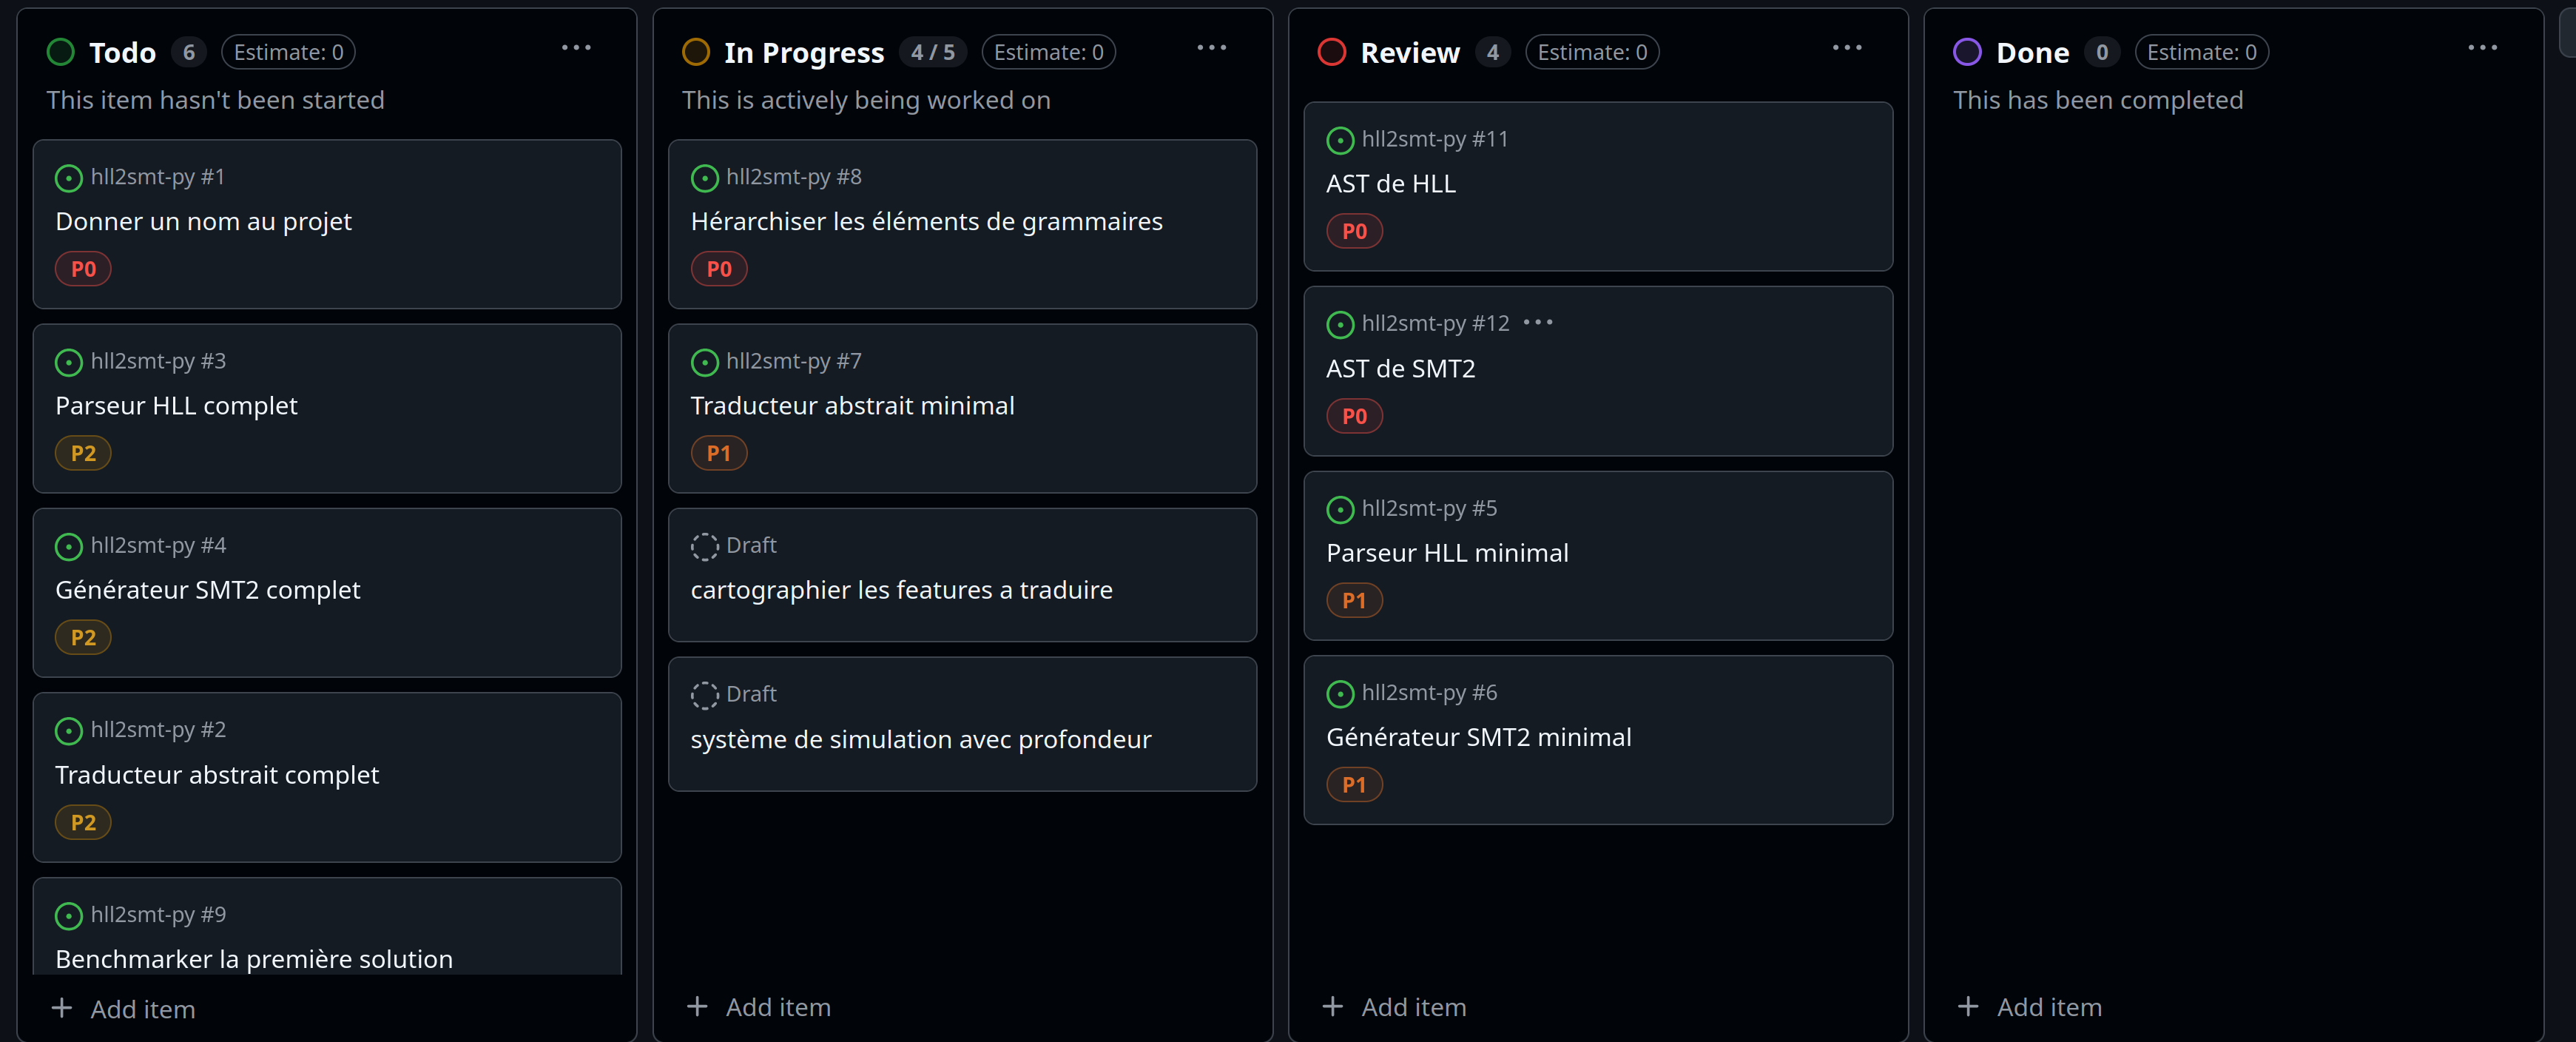 Todo 6 Estimate: 0
This item hasn't been started
hll2smt-py #1
Donner un nom au projet
P0
hll2smt-py #3
Parseur HLL complet
P2
hll2smt-py #4
Générateur SMT2 complet
P2
hll2smt-py #2
Traducteur abstrait complet
P2
hll2smt-py #9
Benchmarker la première solution
Add item
In Progress 4 / 5 Estimate: 0
This is actively being worked on
hll2smt-py #8
Hérarchiser les éléments de grammaires
P0
hll2smt-py #7
Traducteur abstrait minimal
P1
Draft
cartographier les features a traduire
Draft
système de simulation avec profondeur
Add item
Review 4 Estimate: 0
hll2smt-py #11
AST de HLL
P0
hll2smt-py #12
AST de SMT2
P0
hll2smt-py #5
Parseur HLL minimal
P1
hll2smt-py #6
Générateur SMT2 minimal
P1
Add item
Done 0 Estimate: 0
This has been completed
Add item